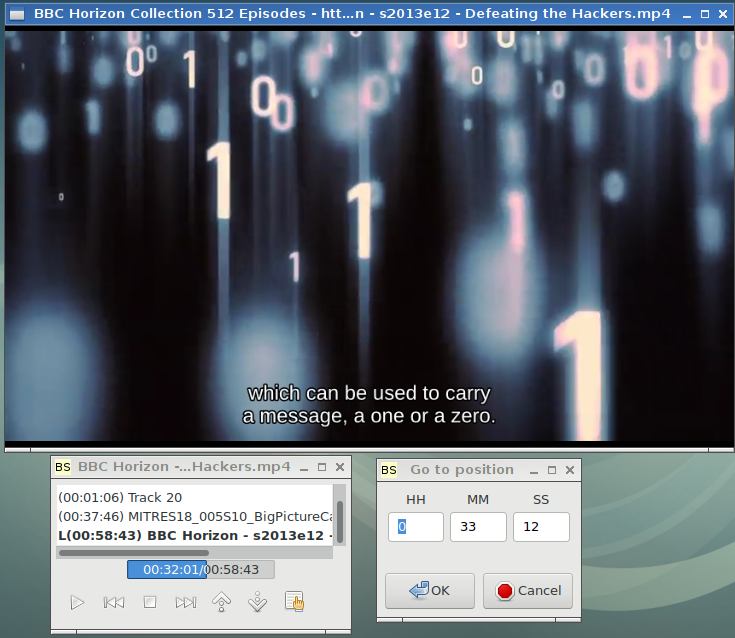 BBC Horizon Collection 512 Episodes - htt...n - s2013e12 - Defeating the Hackers.mp4
which can be used to carry
a message, a one or a zero.
BS BBC Horizon -...Hackers.mp4
(00:01:06) Track 20
(00:37:46) MITRES18_005S10_BigPictureCa
L(00:58:43) BBC Horizon - s2013e12 -
00:32:01/00:58:43
BS Go to position
HH MM SS
0 33 12
OK Cancel